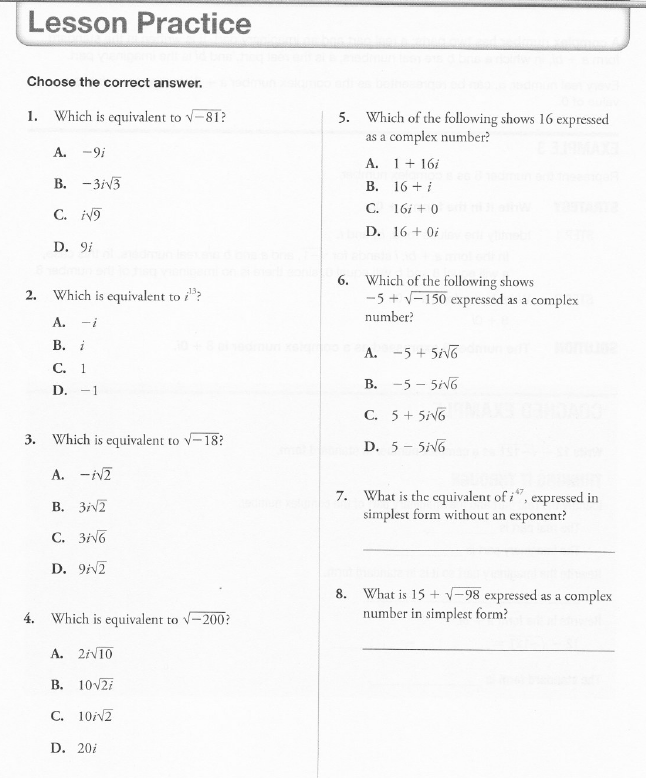 Lesson Practice
Choose the correct answer.
1. Which is equivalent to √−81?
A. −9i
B. −3i√3
C. i√9
D. 9i
2. Which is equivalent to i¹³?
A. −i
B. i
C. 1
D. −1
3. Which is equivalent to √−18?
A. −i√2
B. 3i√2
C. 3i√6
D. 9i√2
4. Which is equivalent to √−200?
A. 2i√10
B. 10√2i
C. 10i√2
D. 20i
5. Which of the following shows 16 expressed
as a complex number?
A. 1 + 16i
B. 16 + i
C. 16i + 0
D. 16 + 0i
6. Which of the following shows
−5 + √−150 expressed as a complex
number?
A. −5 + 5i√6
B. −5 − 5i√6
C. 5 + 5i√6
D. 5 − 5i√6
7. What is the equivalent of i⁴⁷, expressed in
simplest form without an exponent?
8. What is 15 + √−98 expressed as a complex
number in simplest form?